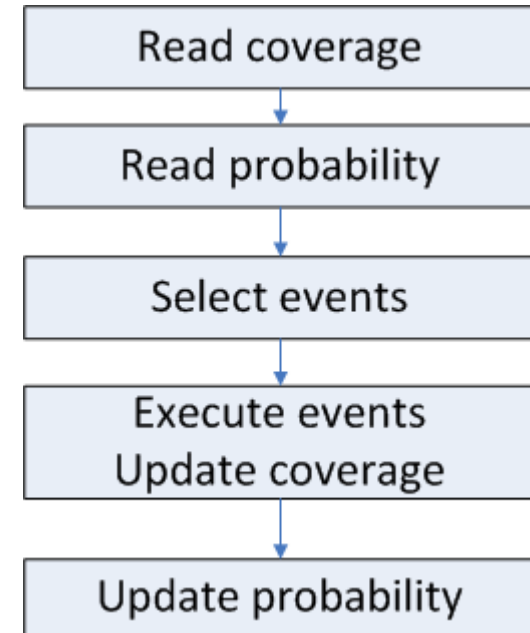 Read coverage
Read probability
Select events
Execute events
Update coverage
Update probability